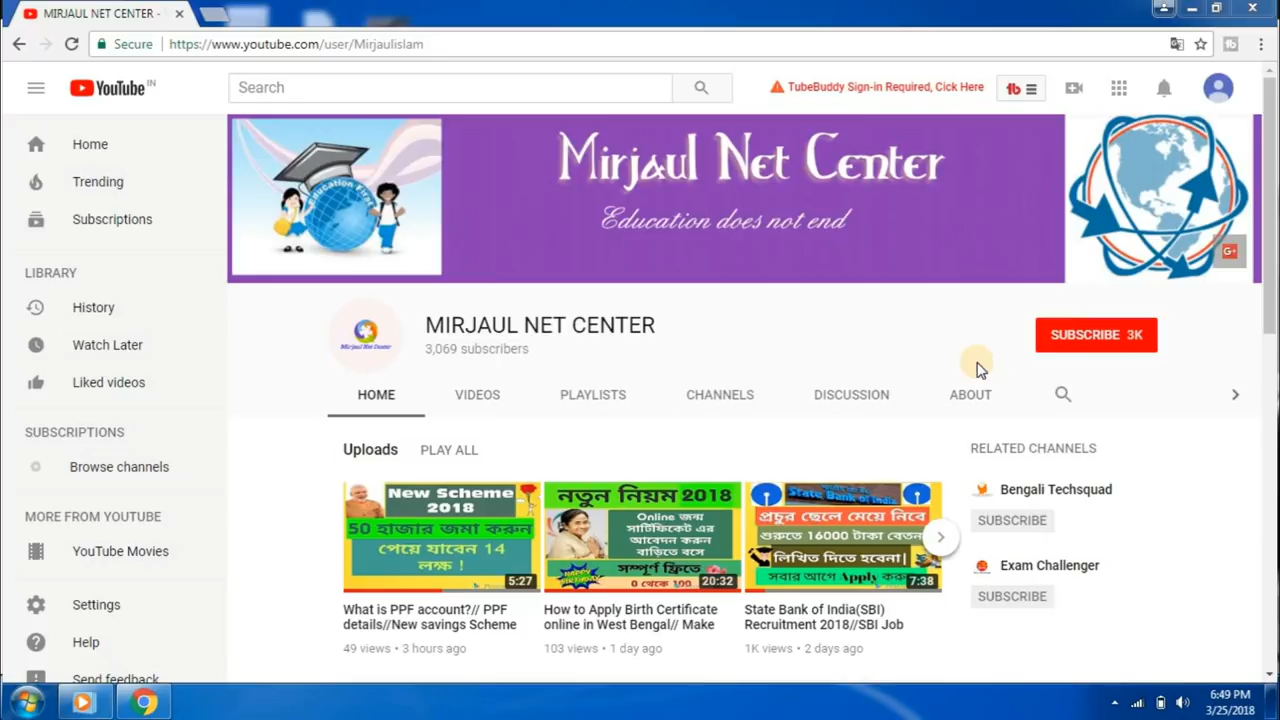 MIRJAUL NET CENTER -
Secure https://www.youtube.com/user/Mirjaulislam
YouTube IN
Search
TubeBuddy Sign-in Required, Click Here
tb
Home
Trending
Subscriptions
LIBRARY
History
Watch Later
Liked videos
SUBSCRIPTIONS
Browse channels
MORE FROM YOUTUBE
YouTube Movies
Settings
Help
Send feedback
Education First
Mirjaul Net Center
Education does not end
G+
Mirjaul Net Center
MIRJAUL NET CENTER
3,069 subscribers
SUBSCRIBE 3K
HOME VIDEOS PLAYLISTS CHANNELS DISCUSSION ABOUT
Uploads PLAY ALL
New Scheme
2018
50 হাজার জমা করুন
পেয়ে যাবেন 14
লক্ষ !
5:27
What is PPF account?// PPF
details//New savings Scheme
49 views • 3 hours ago
নতুন নিয়ম 2018
Online জন্ম
সার্টিফিকেট এর
আবেদন করুন
বাড়িতে বসে
সম্পূর্ণ ফ্রিতে
0 থেকে 100
20:32
How to Apply Birth Certificate
online in West Bengal// Make
103 views • 1 day ago
State Bank of India
প্রচুর ছেলে মেয়ে নিবে
শুরুতে 16000 টাকা বেতন
লিখিত দিতে হবেনা|
সবার আগে Apply করু
7:38
State Bank of India(SBI)
Recruitment 2018//SBI Job
1K views • 2 days ago
RELATED CHANNELS
Bengali Techsquad
SUBSCRIBE
Exam Challenger
SUBSCRIBE
6:49 PM
3/25/2018